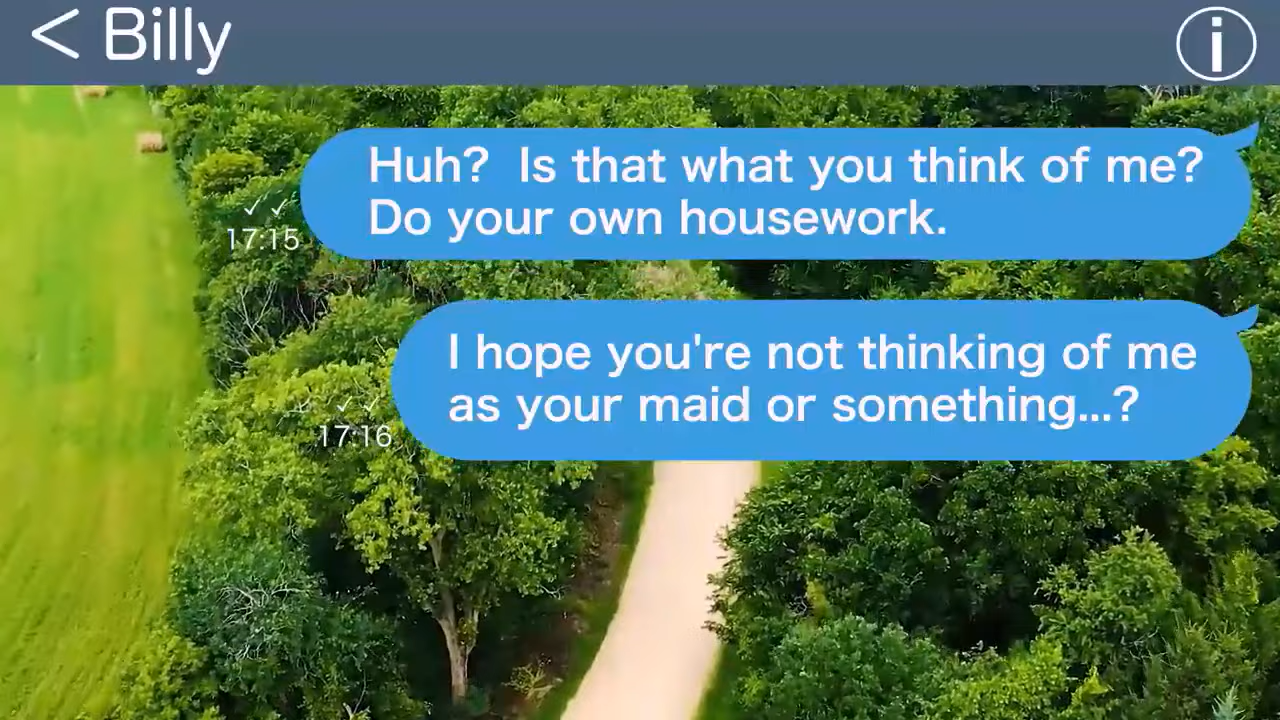 < Billy
i
Huh? Is that what you think of me?
Do your own housework.
✓✓
17:15
I hope you're not thinking of me
as your maid or something...?
✓✓
17:16